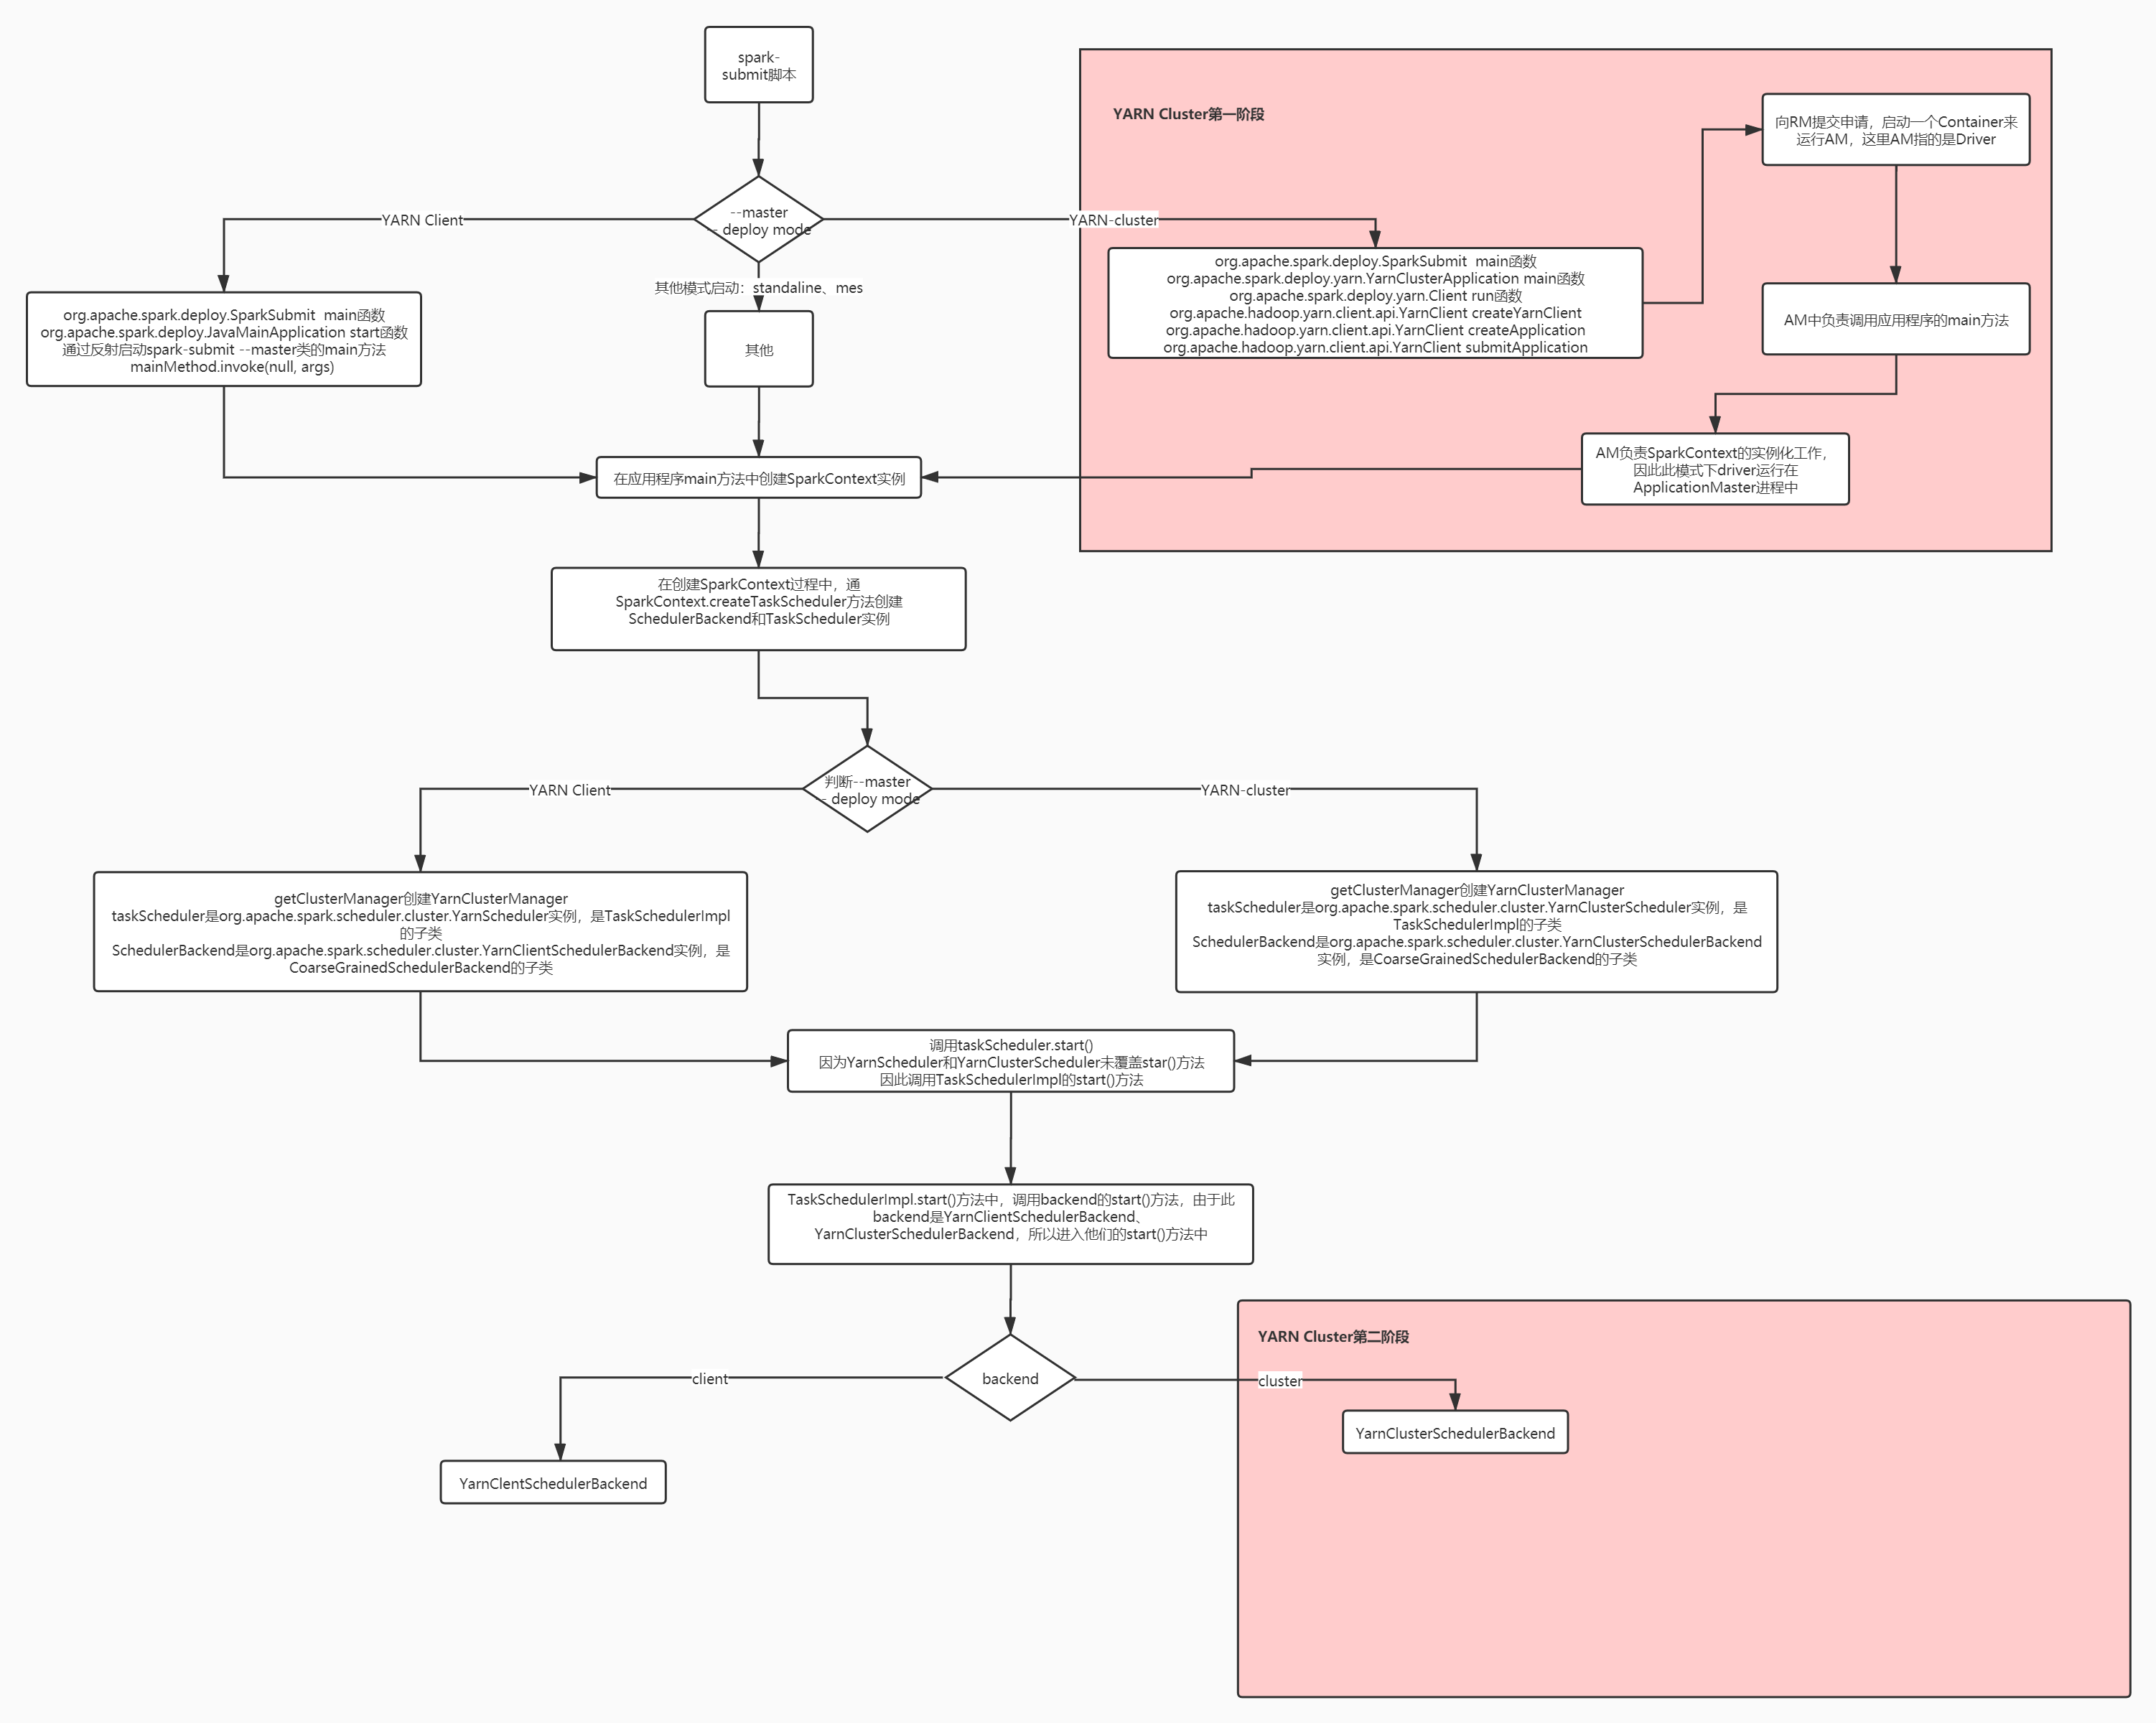 spark-
submit脚本
YARN Cluster第一阶段
向RM提交申请，启动一个Container来
运行AM，这里AM指的是Driver
--master
-- deploy mode
YARN Client
YARN-cluster
其他模式启动：standaline、mes
org.apache.spark.deploy.SparkSubmit  main函数
org.apache.spark.deploy.JavaMainApplication start函数
通过反射启动spark-submit --master类的main方法
mainMethod.invoke(null, args)
其他
org.apache.spark.deploy.SparkSubmit  main函数
org.apache.spark.deploy.yarn.YarnClusterApplication main函数
org.apache.spark.deploy.yarn.Client run函数
org.apache.hadoop.yarn.client.api.YarnClient createYarnClient
org.apache.hadoop.yarn.client.api.YarnClient createApplication
org.apache.hadoop.yarn.client.api.YarnClient submitApplication
AM中负责调用应用程序的main方法
AM负责SparkContext的实例化工作，
因此此模式下driver运行在
ApplicationMaster进程中
在应用程序main方法中创建SparkContext实例
在创建SparkContext过程中，通
SparkContext.createTaskScheduler方法创建
SchedulerBackend和TaskScheduler实例
判断--master
-- deploy mode
YARN Client
YARN-cluster
getClusterManager创建YarnClusterManager
taskScheduler是org.apache.spark.scheduler.cluster.YarnScheduler实例，是TaskSchedulerImpl
的子类
SchedulerBackend是org.apache.spark.scheduler.cluster.YarnClientSchedulerBackend实例，是
CoarseGrainedSchedulerBackend的子类
getClusterManager创建YarnClusterManager
taskScheduler是org.apache.spark.scheduler.cluster.YarnClusterScheduler实例，是
TaskSchedulerImpl的子类
SchedulerBackend是org.apache.spark.scheduler.cluster.YarnClusterSchedulerBackend
实例，是CoarseGrainedSchedulerBackend的子类
调用taskScheduler.start()
因为YarnScheduler和YarnClusterScheduler未覆盖star()方法
因此调用TaskSchedulerImpl的start()方法
TaskSchedulerImpl.start()方法中，调用backend的start()方法，由于此
backend是YarnClientSchedulerBackend、
YarnClusterSchedulerBackend，所以进入他们的start()方法中
YARN Cluster第二阶段
backend
client
cluster
YarnClusterSchedulerBackend
YarnClentSchedulerBackend